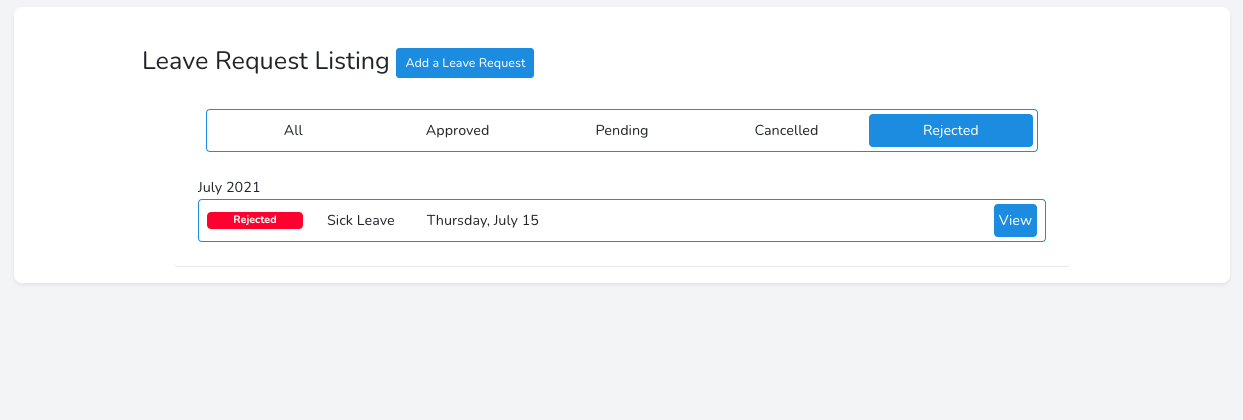 Leave Request Listing Add a Leave Request
All Approved Pending Cancelled Rejected
July 2021
Rejected Sick Leave Thursday, July 15 View